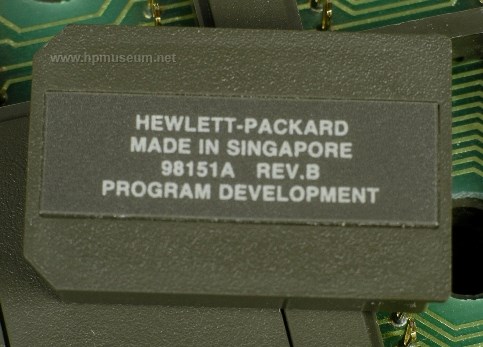 www.hpmuseum.net
HEWLETT-PACKARD
MADE IN SINGAPORE
98151A REV.B
PROGRAM DEVELOPMENT